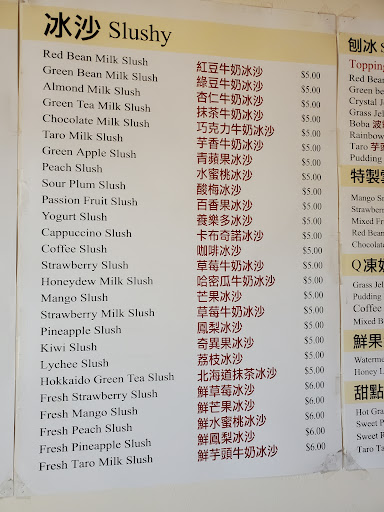 冰沙 Slushy
Red Bean Milk Slush 紅豆牛奶冰沙 $5.00
Green Bean Milk Slush 綠豆牛奶冰沙 $5.00
Almond Milk Slush 杏仁牛奶冰沙 $5.00
Green Tea Milk Slush 抹茶牛奶冰沙 $5.00
Chocolate Milk Slush 巧克力牛奶冰沙 $5.00
Taro Milk Slush 芋香牛奶冰沙 $5.00
Green Apple Slush 青蘋果冰沙 $5.00
Peach Slush 水蜜桃冰沙 $5.00
Sour Plum Slush 酸梅冰沙 $5.00
Passion Fruit Slush 百香果冰沙 $5.00
Yogurt Slush 養樂多冰沙 $5.00
Cappuccino Slush 卡布奇諾冰沙 $5.00
Coffee Slush 咖啡冰沙 $5.00
Strawberry Slush 草莓牛奶冰沙 $5.00
Honeydew Milk Slush 哈密瓜牛奶冰沙 $5.00
Mango Slush 芒果冰沙 $5.00
Strawberry Milk Slush 草莓牛奶冰沙 $5.00
Pineapple Slush 鳳梨冰沙 $5.00
Kiwi Slush 奇異果冰沙 $5.00
Lychee Slush 荔枝冰沙 $5.00
Hokkaido Green Tea Slush 北海道抹茶冰沙 $5.00
Fresh Strawberry Slush 鮮草莓冰沙 $6.00
Fresh Mango Slush 鮮芒果冰沙 $6.00
Fresh Peach Slush 鮮水蜜桃冰沙 $6.00
Fresh Pineapple Slush 鮮鳳梨冰沙 $6.00
Fresh Taro Milk Slush 鮮芋頭牛奶冰沙 $6.00
刨冰 S
Topping
Red Bea
Green be
Crystal J
Grass Jel
Boba 波
Rainbow
Taro 芋
Pudding
特製
Mango Sn
Strawberr
Mixed Fr
Red Bean
Chocolate
Q凍奶
Grass Jel
Pudding
Coffee
Mixed B
鮮果
Waterme
Honey L
甜點
Hot Gra
Sweet P
Sweet R
Taro Ta